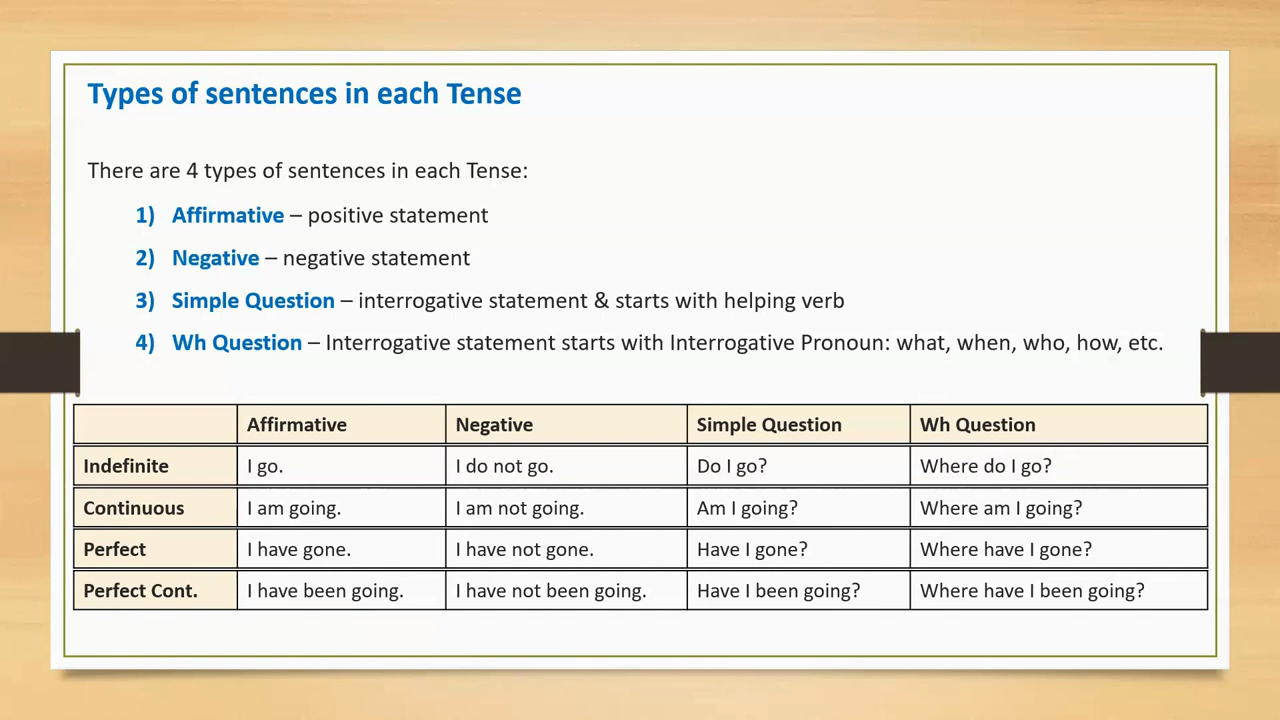 Types of sentences in each Tense
There are 4 types of sentences in each Tense:
1) Affirmative – positive statement
2) Negative – negative statement
3) Simple Question – interrogative statement & starts with helping verb
4) Wh Question – Interrogative statement starts with Interrogative Pronoun: what, when, who, how, etc.
Affirmative Negative Simple Question Wh Question
Indefinite I go. I do not go. Do I go? Where do I go?
Continuous I am going. I am not going. Am I going? Where am I going?
Perfect I have gone. I have not gone. Have I gone? Where have I gone?
Perfect Cont. I have been going. I have not been going. Have I been going? Where have I been going?